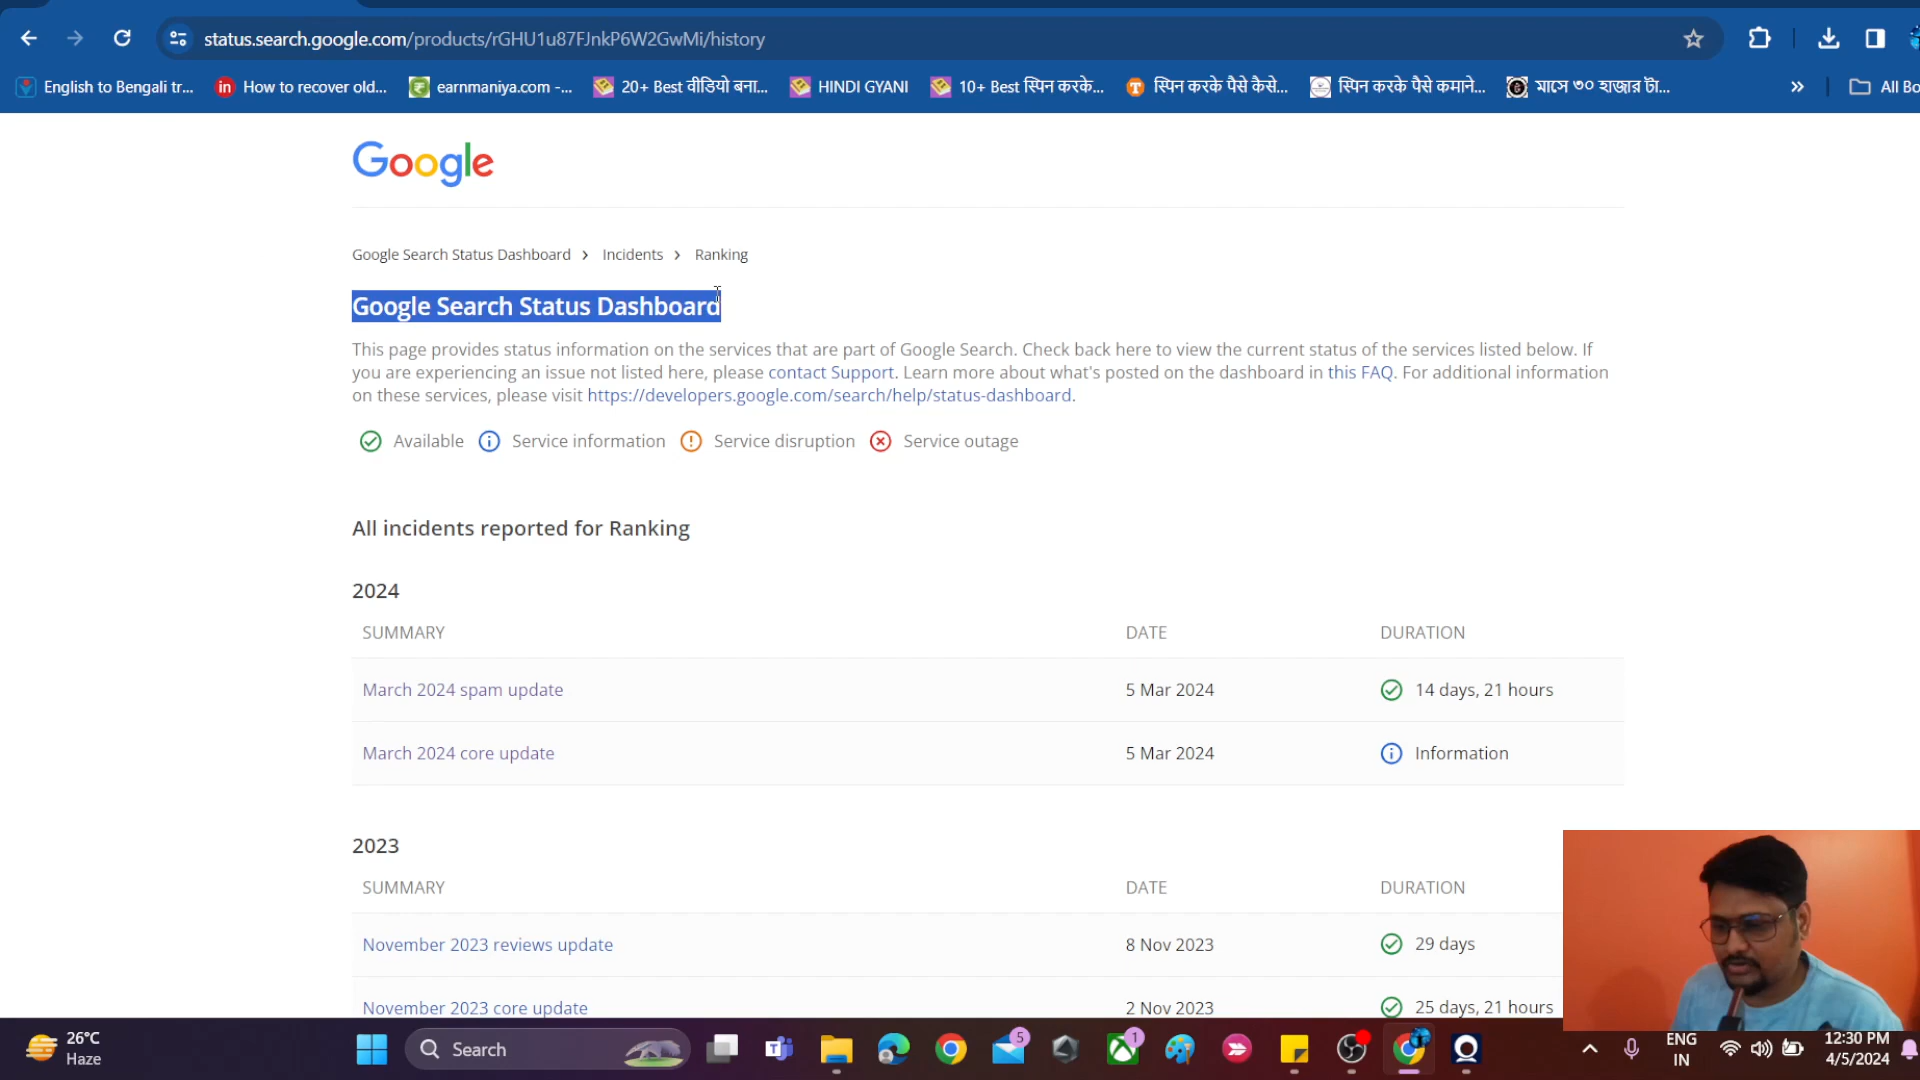 status.search.google.com/products/rGHU1u87FJnkP6W2GwMi/history
English to Bengali tr... How to recover old... earnmaniya.com -... 20+ Best वीडियो बना... HINDI GYANI 10+ Best स्पिन करके... स्पिन करके पैसे कैसे... स्पिन करके पैसे कमाने... মাসে ৩০ হাজার টা... » All Bo
Google
Google Search Status Dashboard > Incidents > Ranking
Google Search Status Dashboard
This page provides status information on the services that are part of Google Search. Check back here to view the current status of the services listed below. If
you are experiencing an issue not listed here, please contact Support. Learn more about what's posted on the dashboard in this FAQ. For additional information
on these services, please visit https://developers.google.com/search/help/status-dashboard.
Available Service information Service disruption Service outage
All incidents reported for Ranking
2024
SUMMARY DATE DURATION
March 2024 spam update 5 Mar 2024 14 days, 21 hours
March 2024 core update 5 Mar 2024 Information
2023
SUMMARY DATE DURATION
November 2023 reviews update 8 Nov 2023 29 days
November 2023 core update 2 Nov 2023 25 days, 21 hours
26°C
Haze
Search
5
1
ENG
IN
12:30 PM
4/5/2024